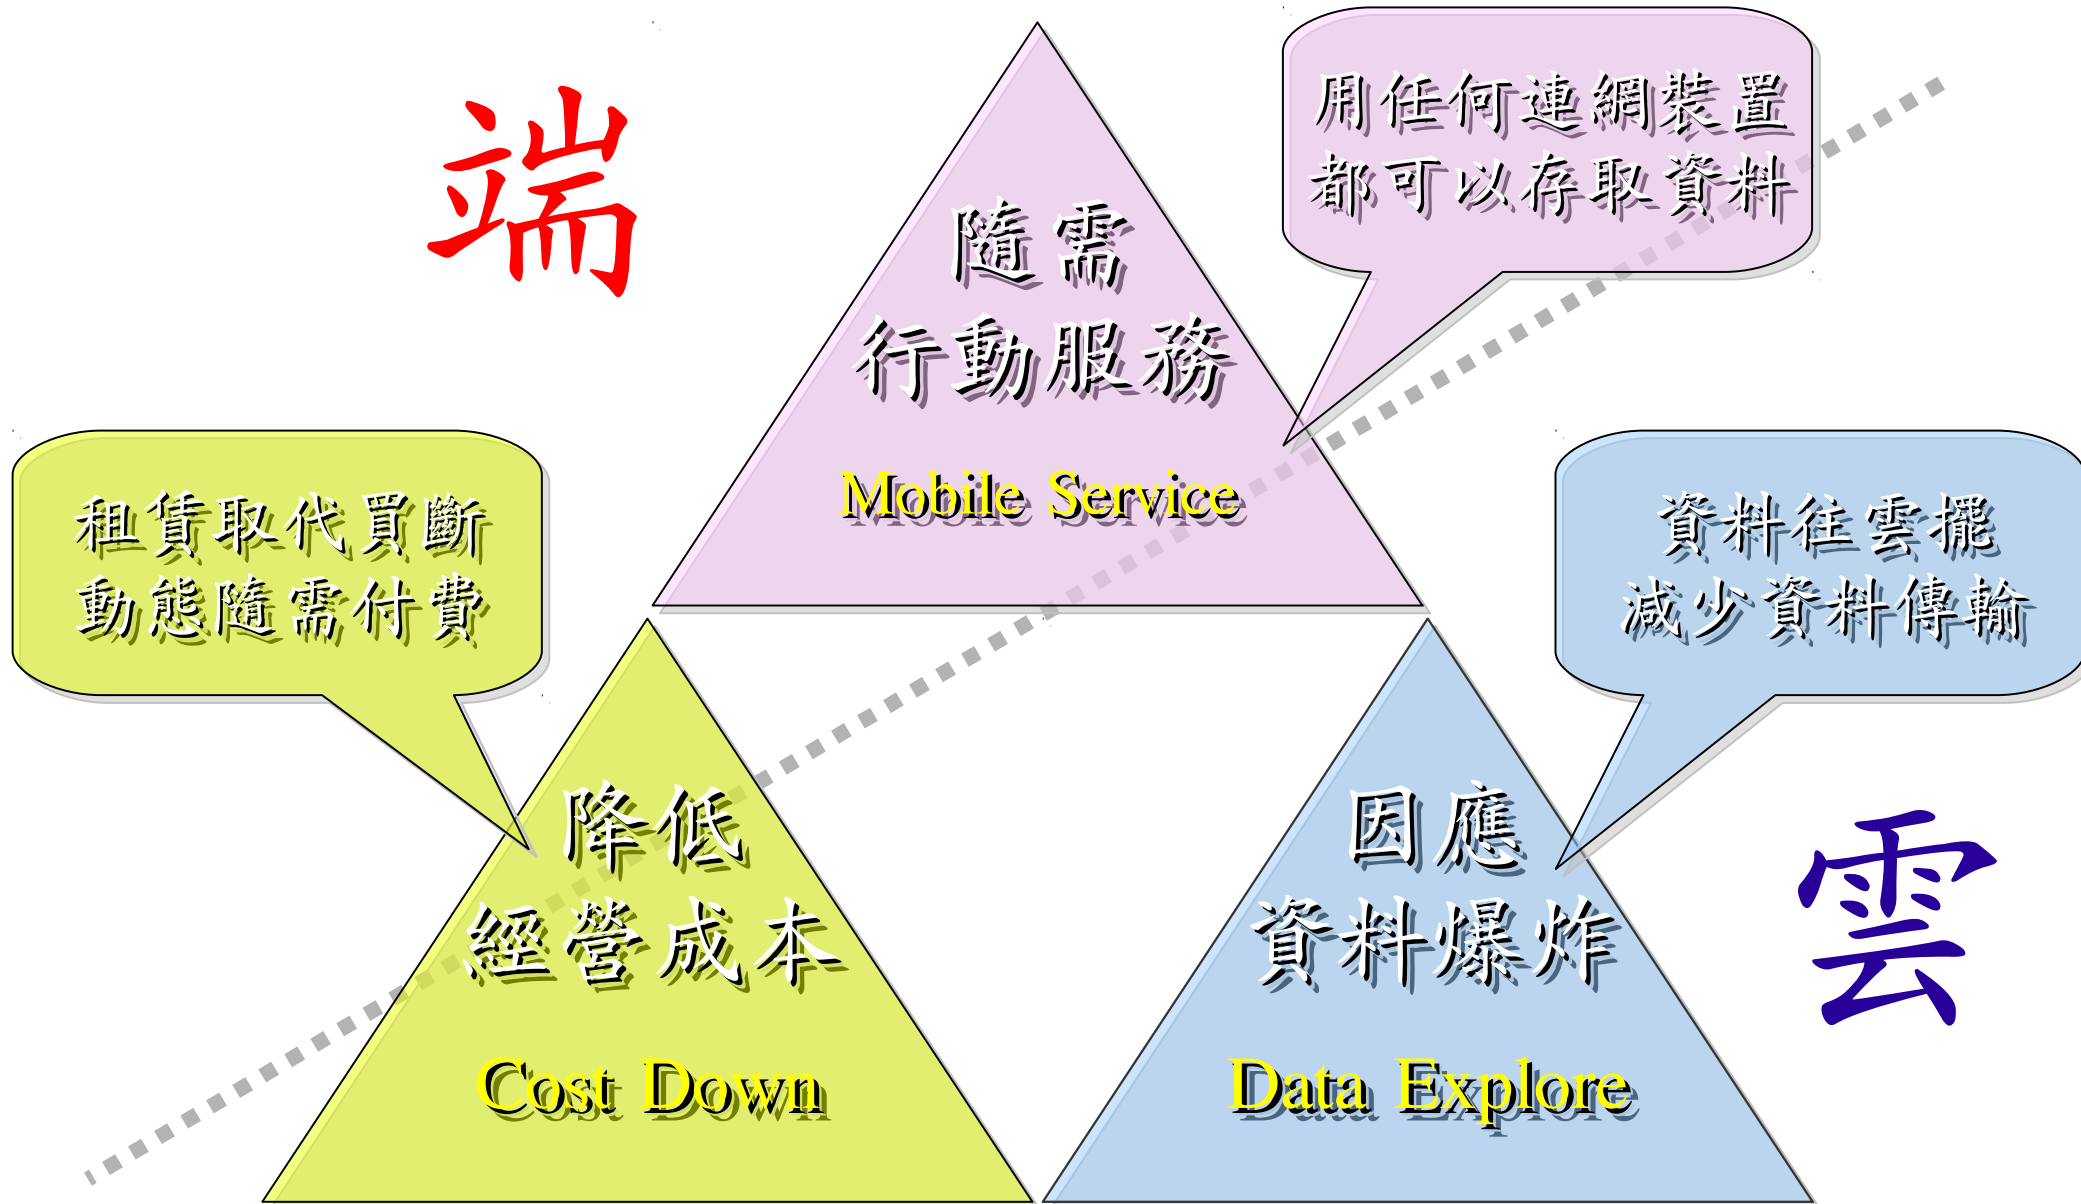 端
用任何連網裝置
都可以存取資料
隨需
行動服務
Mobile Service
租賃取代買斷
動態隨需付費
資料往雲擺
減少資料傳輸
降低
經營成本
Cost Down
因應
資料爆炸
Data Explore
雲